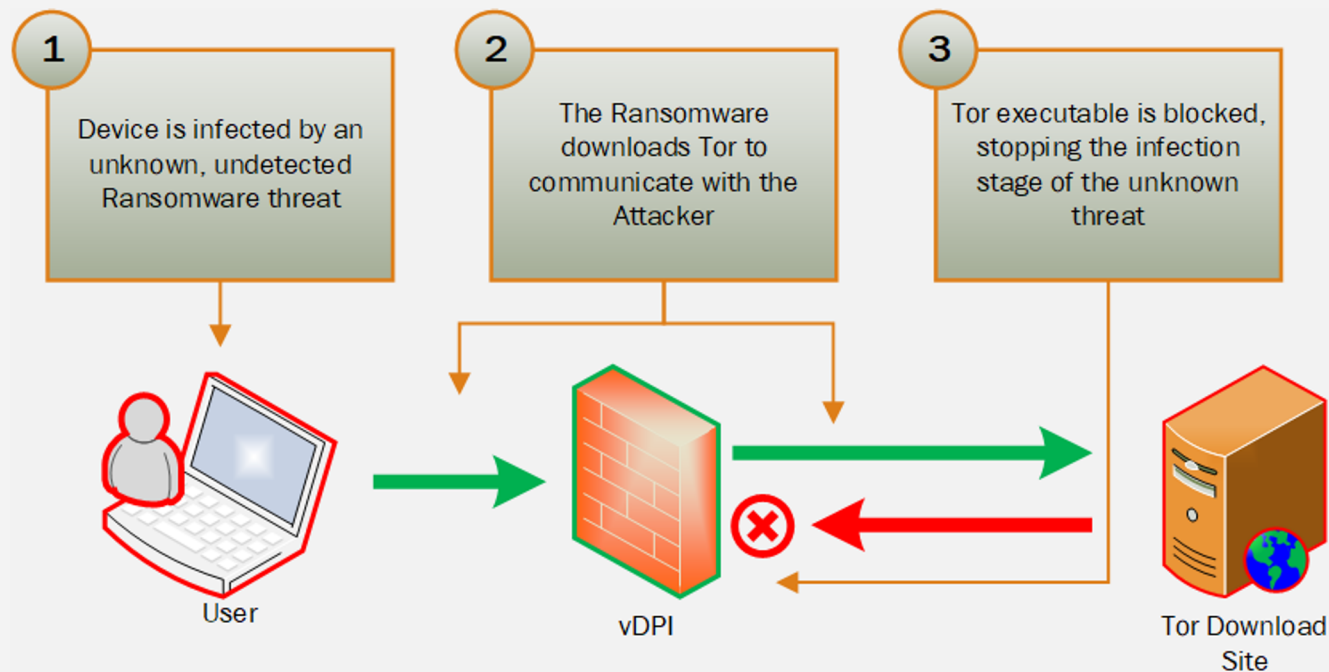 1
Device is infected by an
unknown, undetected
Ransomware threat
2
The Ransomware
downloads Tor to
communicate with the
Attacker
3
Tor executable is blocked,
stopping the infection
stage of the unknown
threat
User
vDPI
Tor Download
Site